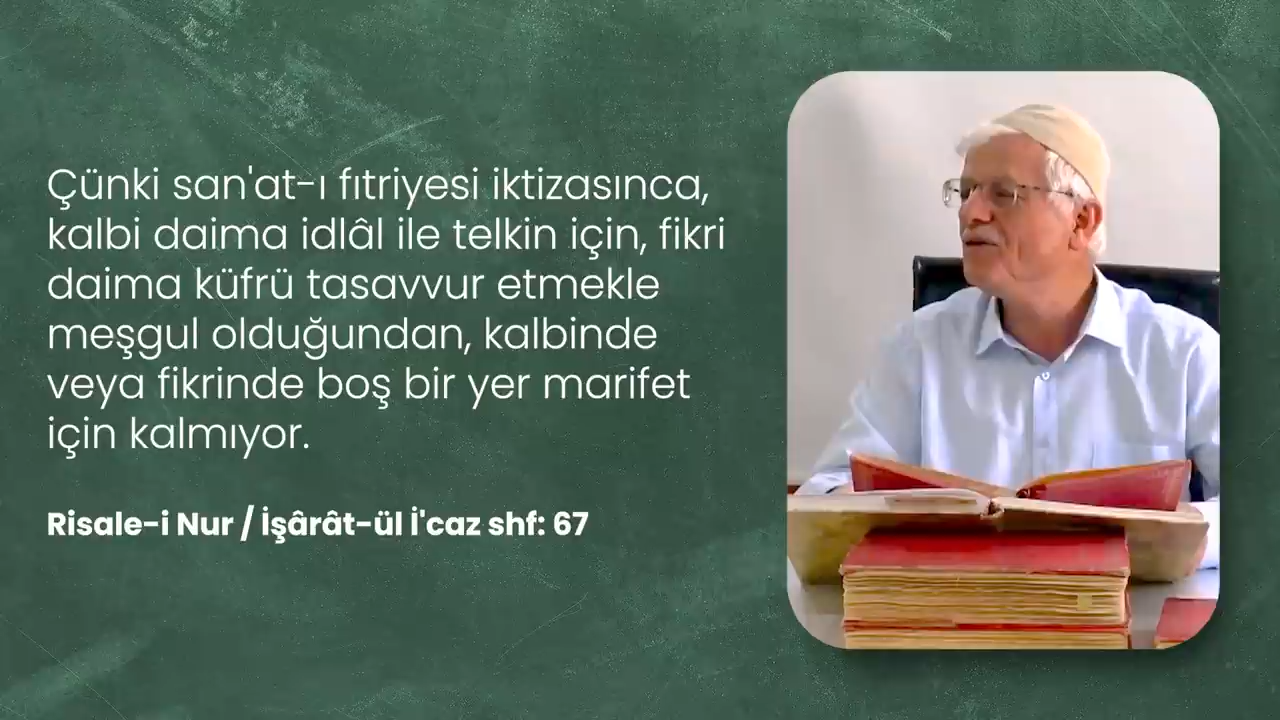 Çünki san'at-ı fıtriyesi iktizasınca,
kalbi daima idlâl ile telkin için, fikri
daima küfrü tasavvur etmekle
meşgul olduğundan, kalbinde
veya fikrinde boş bir yer marifet
için kalmıyor.
Risale-i Nur / İşârât-ül İ'caz shf: 67